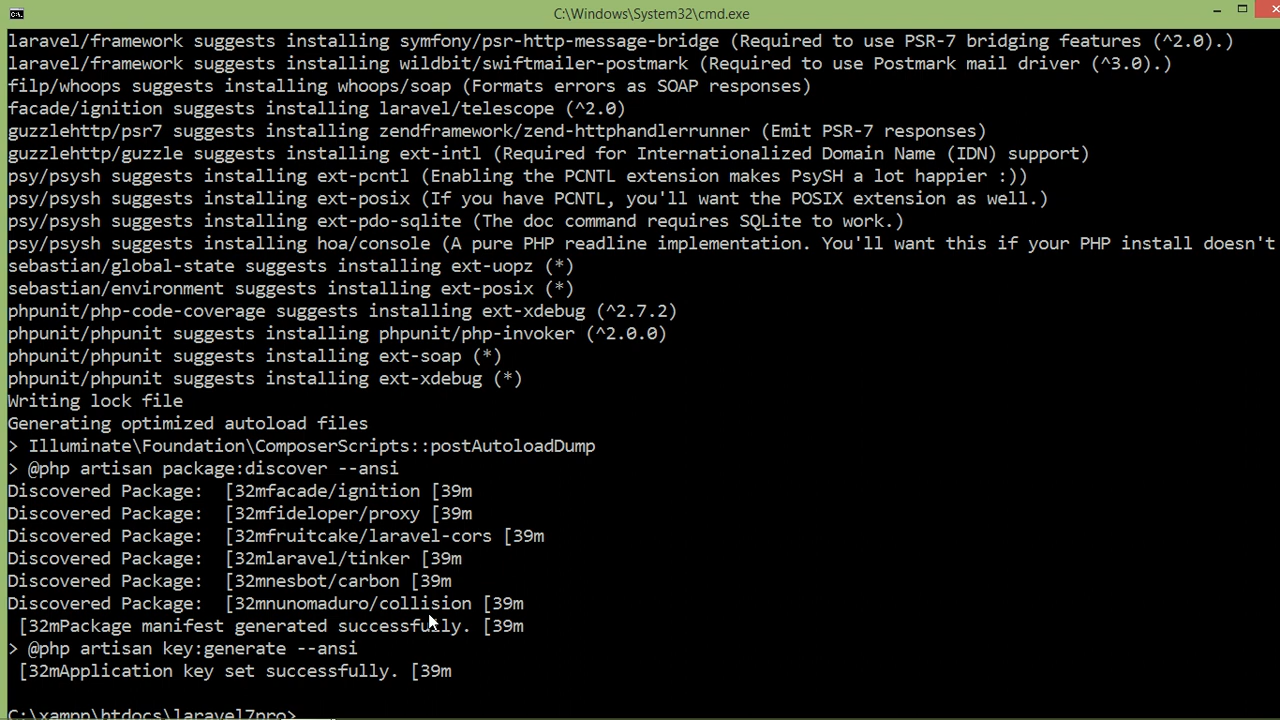 C:\Windows\System32\cmd.exe
laravel/framework suggests installing symfony/psr-http-message-bridge (Required to use PSR-7 bridging features (^2.0).)
laravel/framework suggests installing wildbit/swiftmailer-postmark (Required to use Postmark mail driver (^3.0).)
filp/whoops suggests installing whoops/soap (Formats errors as SOAP responses)
facade/ignition suggests installing laravel/telescope (^2.0)
guzzlehttp/psr7 suggests installing zendframework/zend-httphandlerrunner (Emit PSR-7 responses)
guzzlehttp/guzzle suggests installing ext-intl (Required for Internationalized Domain Name (IDN) support)
psy/psysh suggests installing ext-pcntl (Enabling the PCNTL extension makes PsySH a lot happier :))
psy/psysh suggests installing ext-posix (If you have PCNTL, you'll want the POSIX extension as well.)
psy/psysh suggests installing ext-pdo-sqlite (The doc command requires SQLite to work.)
psy/psysh suggests installing hoa/console (A pure PHP readline implementation. You'll want this if your PHP install doesn't
sebastian/global-state suggests installing ext-uopz (*)
sebastian/environment suggests installing ext-posix (*)
phpunit/php-code-coverage suggests installing ext-xdebug (^2.7.2)
phpunit/phpunit suggests installing phpunit/php-invoker (^2.0.0)
phpunit/phpunit suggests installing ext-soap (*)
phpunit/phpunit suggests installing ext-xdebug (*)
Writing lock file
Generating optimized autoload files
> Illuminate\Foundation\ComposerScripts::postAutoloadDump
> @php artisan package:discover --ansi
Discovered Package:  [32mfacade/ignition [39m
Discovered Package:  [32mfideloper/proxy [39m
Discovered Package:  [32mfruitcake/laravel-cors [39m
Discovered Package:  [32mlaravel/tinker [39m
Discovered Package:  [32mnesbot/carbon [39m
Discovered Package:  [32mnunomaduro/collision [39m
[32mPackage manifest generated successfully. [39m
> @php artisan key:generate --ansi
[32mApplication key set successfully. [39m
C:\xampp\htdocs\laravel7pro>